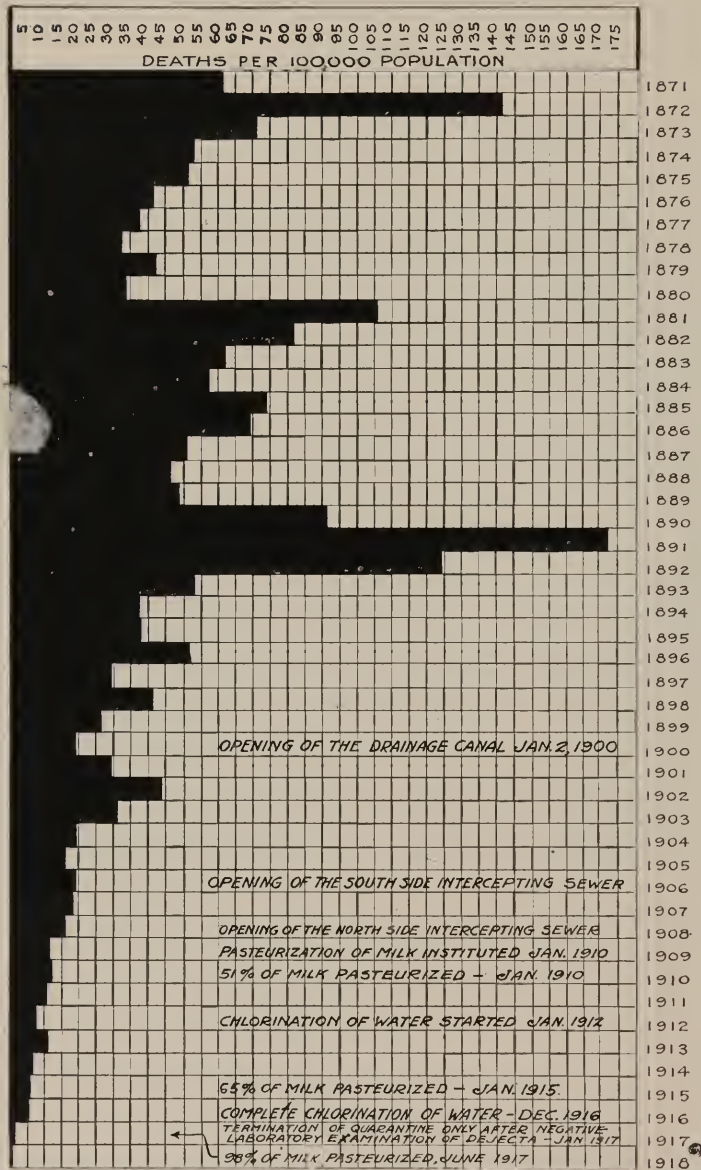 5 10 15 20 25 30 35 40 45 50 55 60 65 70 75 80 85 90 95 100 105 110 115 120 125 130 135 140 145 150 155 160 165 170 175
DEATHS PER 100,000 POPULATION
1871
1872
1873
1874
1875
1876
1877
1878
1879
1880
1881
1882
1883
1884
1885
1886
1887
1888
1889
1890
1891
1892
1893
1894
1895
1896
1897
1898
1899
OPENING OF THE DRAINAGE CANAL JAN. 2, 1900 1900
1901
1902
1903
1904
1905
OPENING OF THE SOUTH SIDE INTERCEPTING SEWER 1906
1907
OPENING OF THE NORTH SIDE INTERCEPTING SEWER 1908
PASTEURIZATION OF MILK INSTITUTED JAN. 1910 1909
51% OF MILK PASTEURIZED - JAN. 1910 1910
1911
CHLORINATION OF WATER STARTED JAN. 1912 1912
1913
1914
65% OF MILK PASTEURIZED - JAN. 1915. 1915
COMPLETE CHLORINATION OF WATER - DEC. 1916 1916
TERMINATION OF QUARANTINE ONLY AFTER NEGATIVE
LABORATORY EXAMINATION OF DEJECTA - JAN 1917 1917
98% OF MILK PASTEURIZED, JUNE 1917 1918